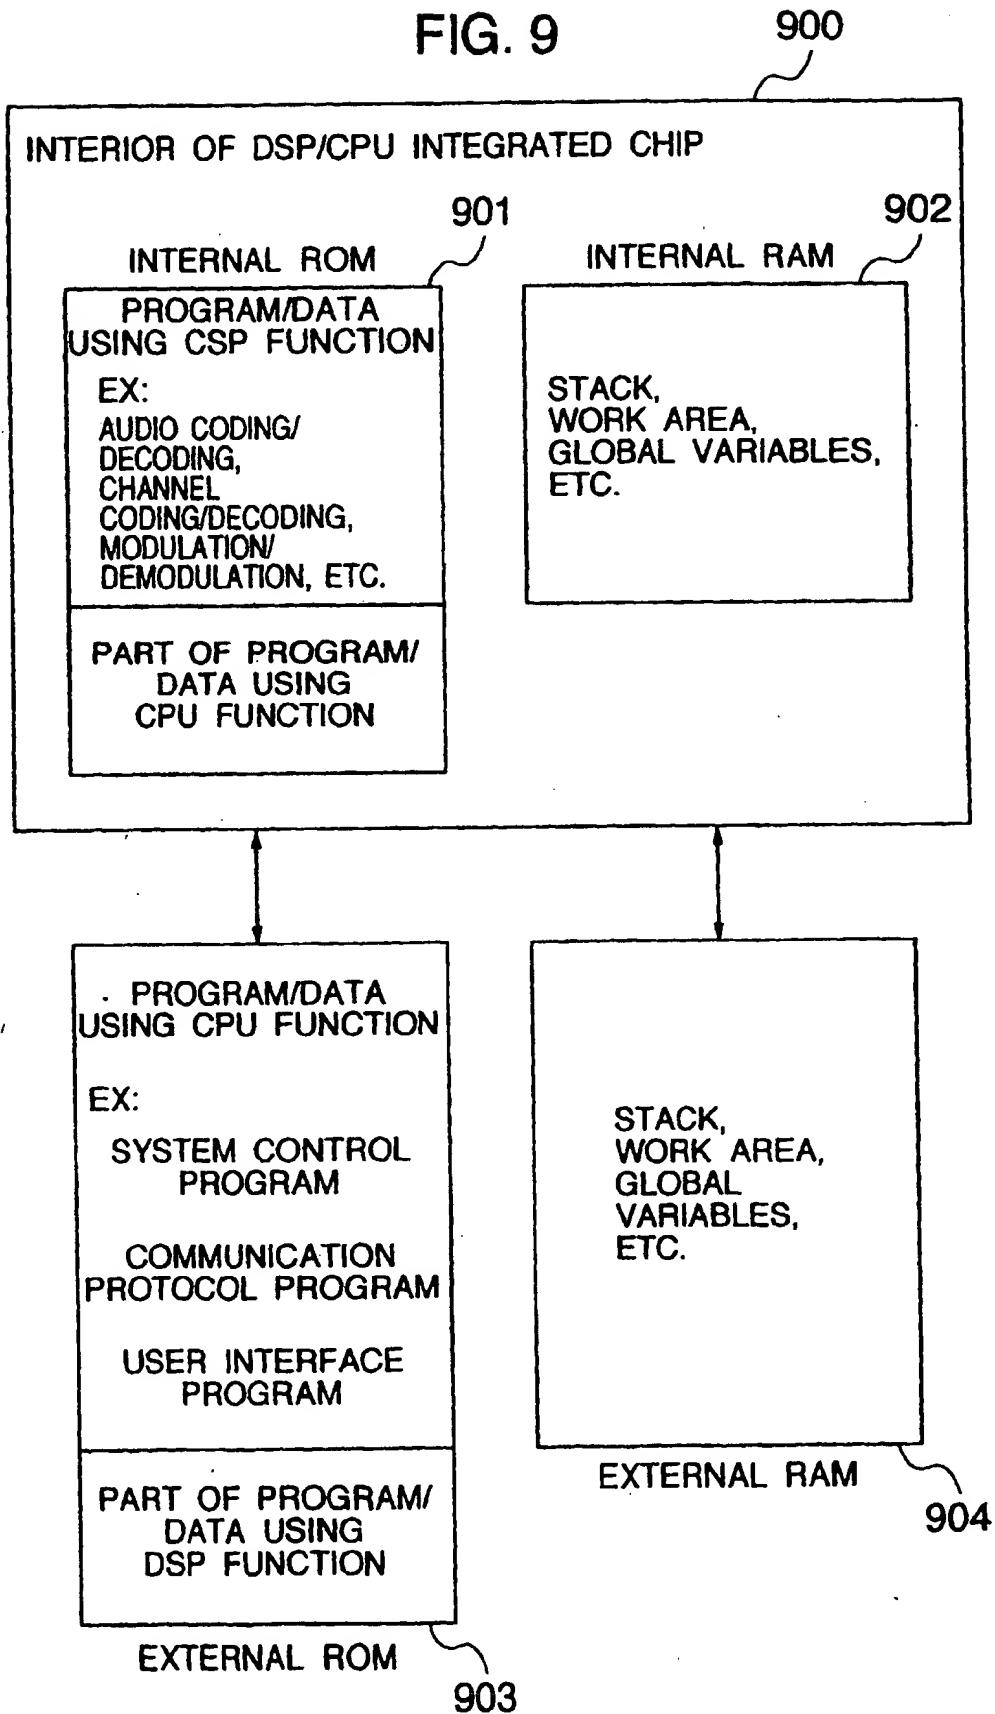 FIG. 9
900
INTERIOR OF DSP/CPU INTEGRATED CHIP
901
INTERNAL ROM
PROGRAM/DATA
USING CSP FUNCTION
EX:
AUDIO CODING/
DECODING,
CHANNEL
CODING/DECODING,
MODULATION/
DEMODULATION, ETC.
PART OF PROGRAM/
DATA USING
CPU FUNCTION
902
INTERNAL RAM
STACK,
WORK AREA,
GLOBAL VARIABLES,
ETC.
PROGRAM/DATA
USING CPU FUNCTION
EX:
SYSTEM CONTROL
PROGRAM
COMMUNICATION
PROTOCOL PROGRAM
USER INTERFACE
PROGRAM
PART OF PROGRAM/
DATA USING
DSP FUNCTION
EXTERNAL ROM
903
STACK,
WORK AREA,
GLOBAL
VARIABLES,
ETC.
EXTERNAL RAM
904